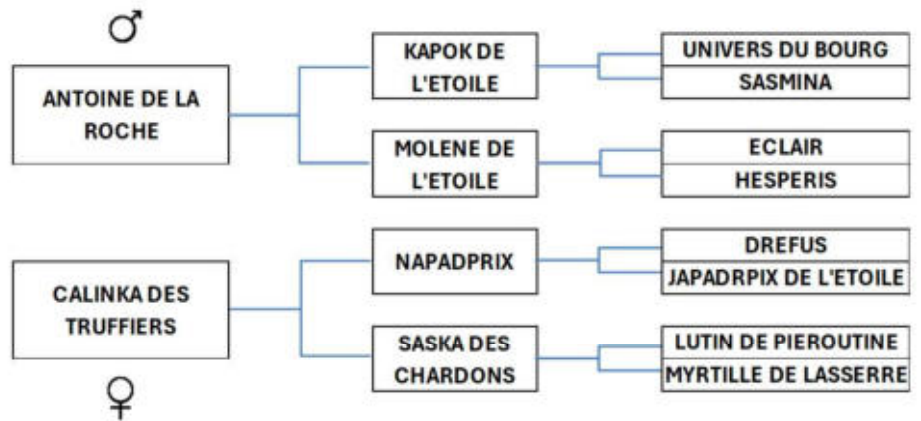 ♂
ANTOINE DE LA
ROCHE
KAPOK DE
L'ETOILE
UNIVERS DU BOURG
SASMINA
MOLENE DE
L'ETOILE
ECLAIR
HESPERIS
CALINKA DES
TRUFFIERS
♀
NAPADPRIX
DREFUS
JAPADRPIX DE L'ETOILE
SASKA DES
CHARDONS
LUTIN DE PIEROUTINE
MYRTILLE DE LASSERRE